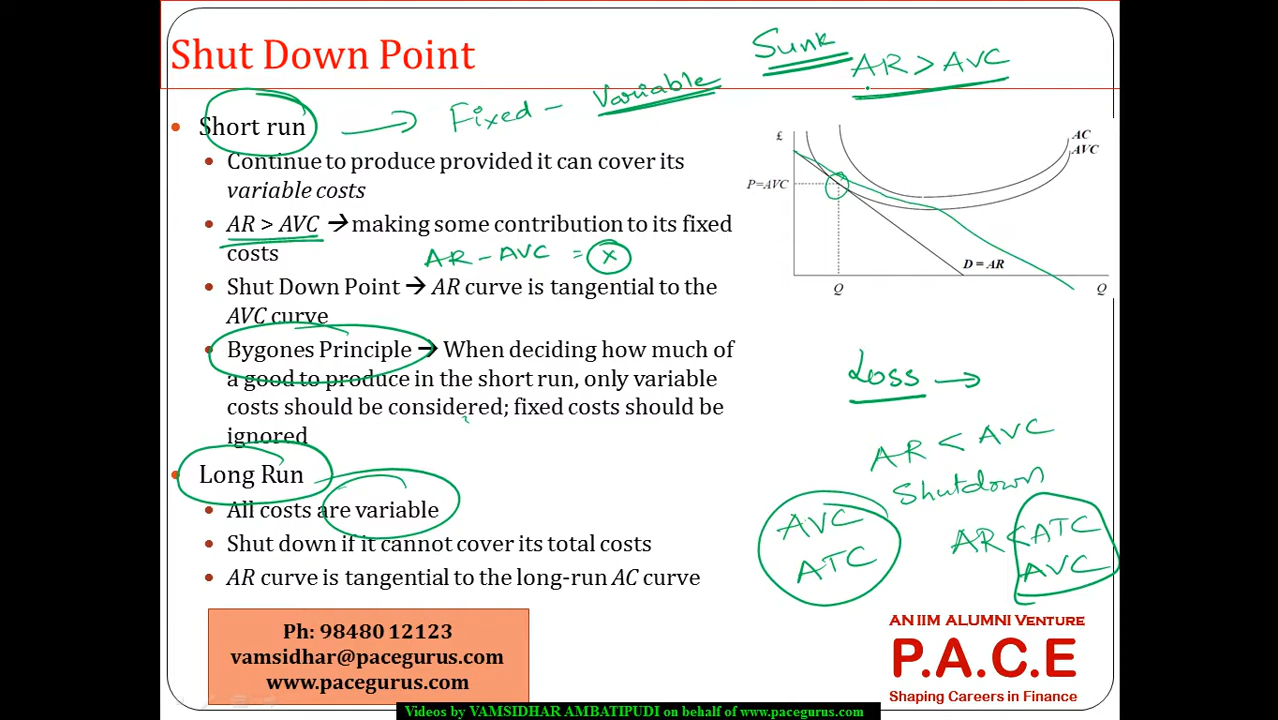 Shut Down Point
Sunk
AR > AVC
Short run
Fixed - Variable
Continue to produce provided it can cover its
variable costs
AR > AVC → making some contribution to its fixed
costs
AR - AVC = x
Shut Down Point → AR curve is tangential to the
AVC curve
Bygones Principle → When deciding how much of
a good to produce in the short run, only variable
costs should be considered; fixed costs should be
ignored
Long Run
All costs are variable
Shut down if it cannot cover its total costs
AR curve is tangential to the long-run AC curve
£
AC
AVC
P=AVC
D = AR
Q
Q
Loss →
AR < AVC
Shutdown
AVC
ATC
AR < ATC
AVC
Ph: 98480 12123
vamsidhar@pacegurus.com
www.pacegurus.com
AN IIM ALUMNI VENTURE
P.A.C.E
Shaping Careers in Finance
Videos by VAMSIDHAR AMBATIPUDI on behalf of www.pacegurus.com